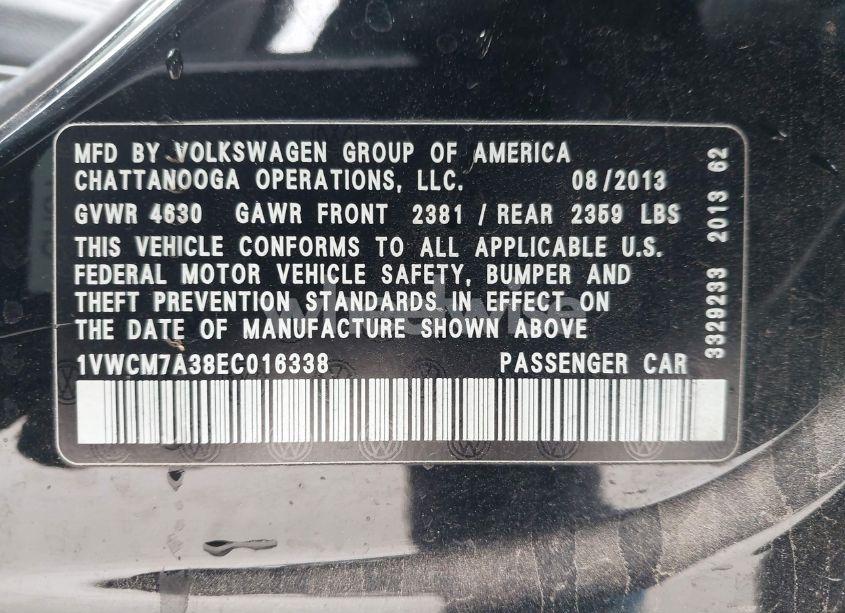 MFD BY VOLKSWAGEN GROUP OF AMERICA
CHATTANOOGA OPERATIONS, LLC. 08/2013
GVWR 4630 GAWR FRONT 2381 / REAR 2359 LBS
THIS VEHICLE CONFORMS TO ALL APPLICABLE U.S.
FEDERAL MOTOR VEHICLE SAFETY, BUMPER AND
THEFT PREVENTION STANDARDS IN EFFECT ON
THE DATE OF MANUFACTURE SHOWN ABOVE
1VWCM7A38EC016338 PASSENGER CAR
3329233 2013 62